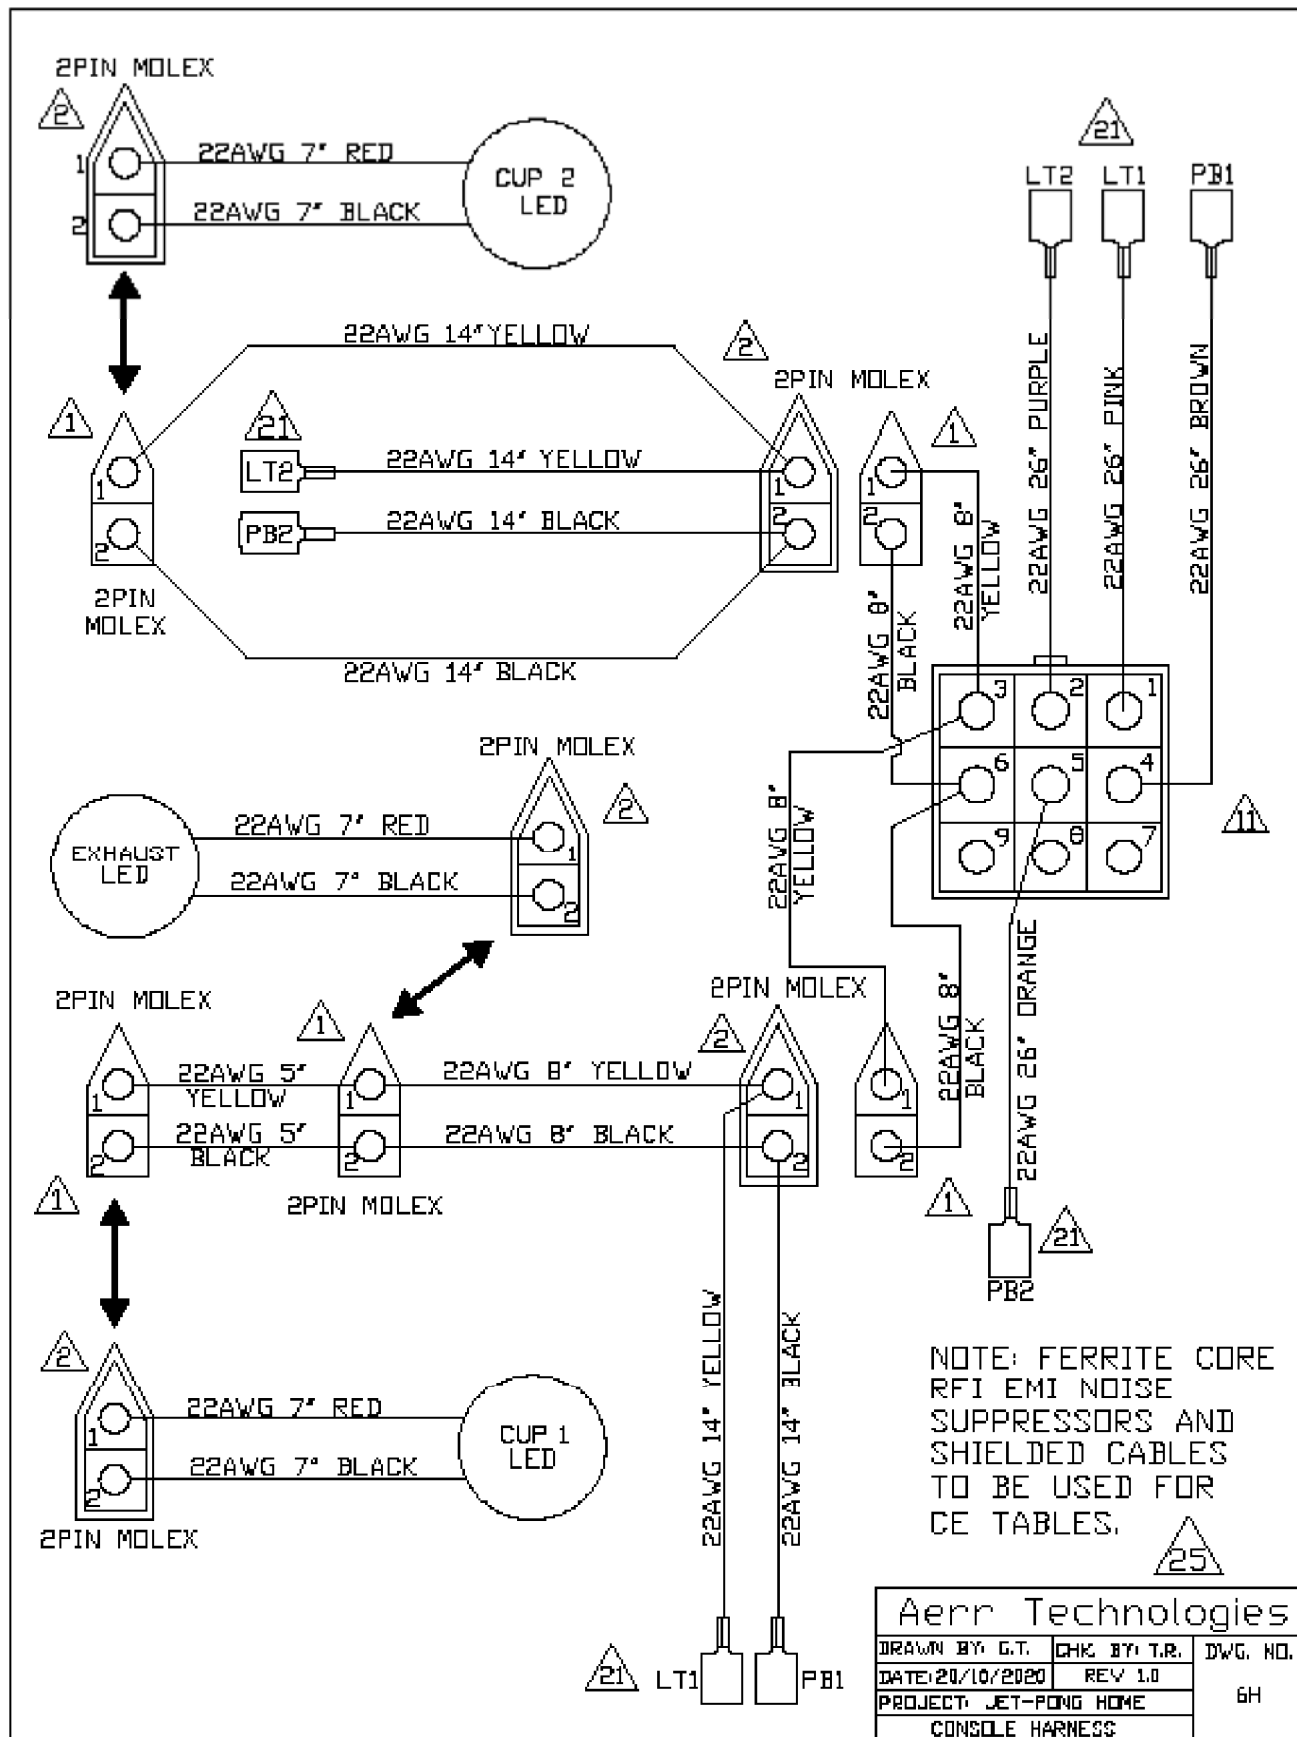 2PIN MOLEX
2
1
22AWG 7" RED
2
22AWG 7" BLACK
CUP 2
LED
21
LT2
LT1
PB1
22AWG 14" YELLOW
2
2PIN MOLEX
1
21
1
LT2
22AWG 14" YELLOW
1
1
PB2
22AWG 14" BLACK
2
2
2
1
2PIN
MOLEX
22AWG 14" BLACK
22AWG 8"
BLACK
22AWG 8"
YELLOW
22AWG 26" PURPLE
22AWG 26" PINK
22AWG 26" BROWN
3
2
1
6
5
4
9
8
7
11
2PIN MOLEX
2
EXHAUST
LED
22AWG 7" RED
1
22AWG 7" BLACK
2
22AWG 8"
YELLOW
22AWG 8"
BLACK
22AWG 26" ORANGE
2PIN MOLEX
1
2PIN MOLEX
2
22AWG 5"
YELLOW
22AWG 8" YELLOW
1
1
1
1
22AWG 5"
BLACK
22AWG 8" BLACK
2
2
2
2
1
2PIN MOLEX
1
21
PB2
22AWG 14" YELLOW
22AWG 14" BLACK
2
22AWG 7" RED
1
22AWG 7" BLACK
2
CUP 1
LED
2PIN MOLEX
21
LT1
PB1
NOTE: FERRITE CORE
RFI EMI NOISE
SUPPRESSORS AND
SHIELDED CABLES
TO BE USED FOR
CE TABLES.
25
Aerr Technologies
DRAWN BY: G.T.
CHK. BY: T.R.
DWG. NO.
DATE:20/10/2020
REV 1.0
6H
PROJECT: JET-PONG HOME
CONSOLE HARNESS